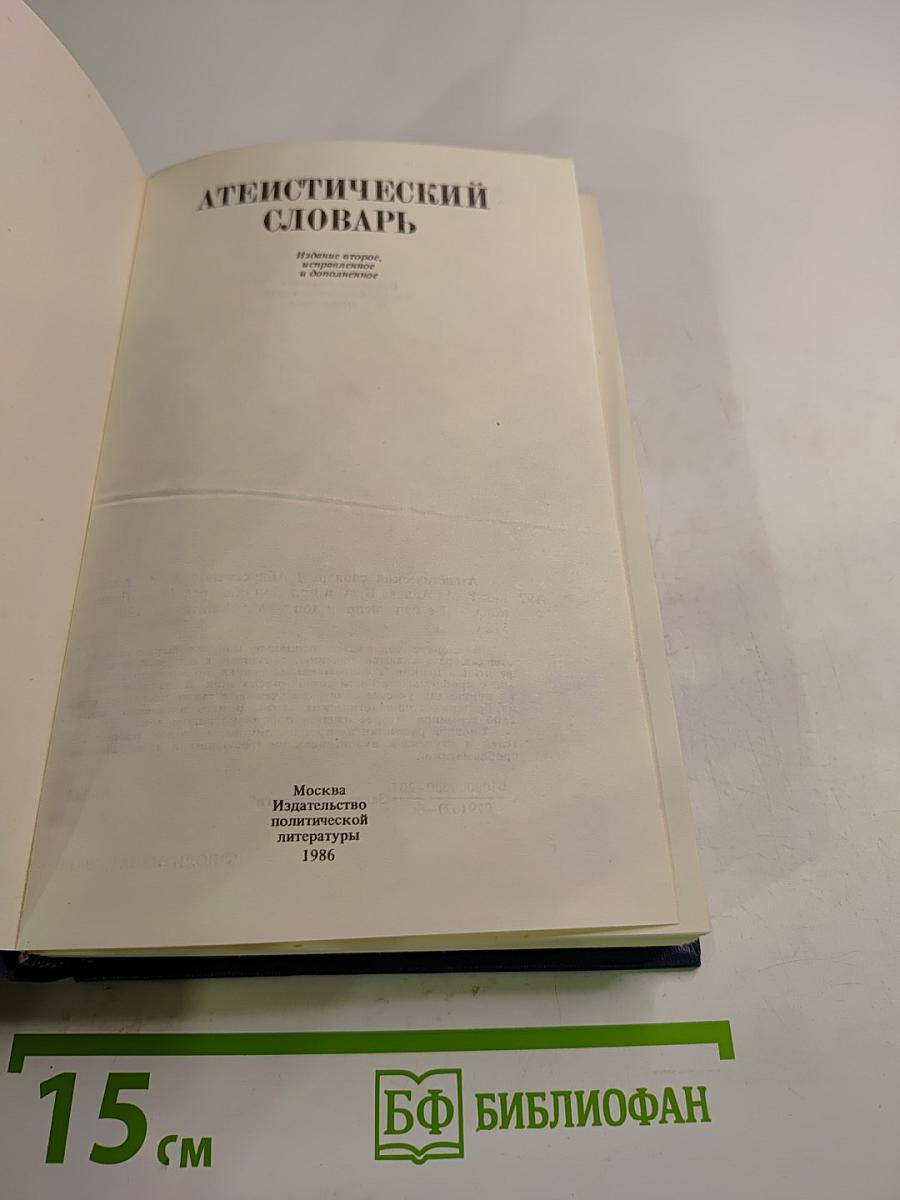 АТЕИСТИЧЕСКИЙ
СЛОВАРЬ
Издание второе,
исправленное
и дополненное
Москва
Издательство
политической
литературы
1986
15 см
БФ БИБЛИОФАН